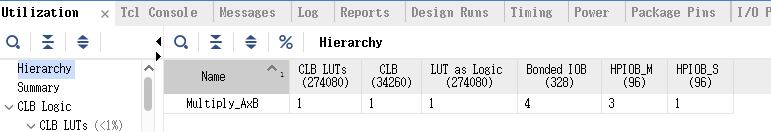 Utilization × Tcl Console Messages Log Reports Design Runs Timing Power Package Pins
Hierarchy
Hierarchy
Summary
CLB Logic
CLB LUTs (<1%)
Name 1 CLB LUTs (274080) CLB (34260) LUT as Logic (274080) Bonded IOB (328) HPIOB_M (96) HPIOB_S (96)
Multiply_AxB 1 1 1 4 3 1